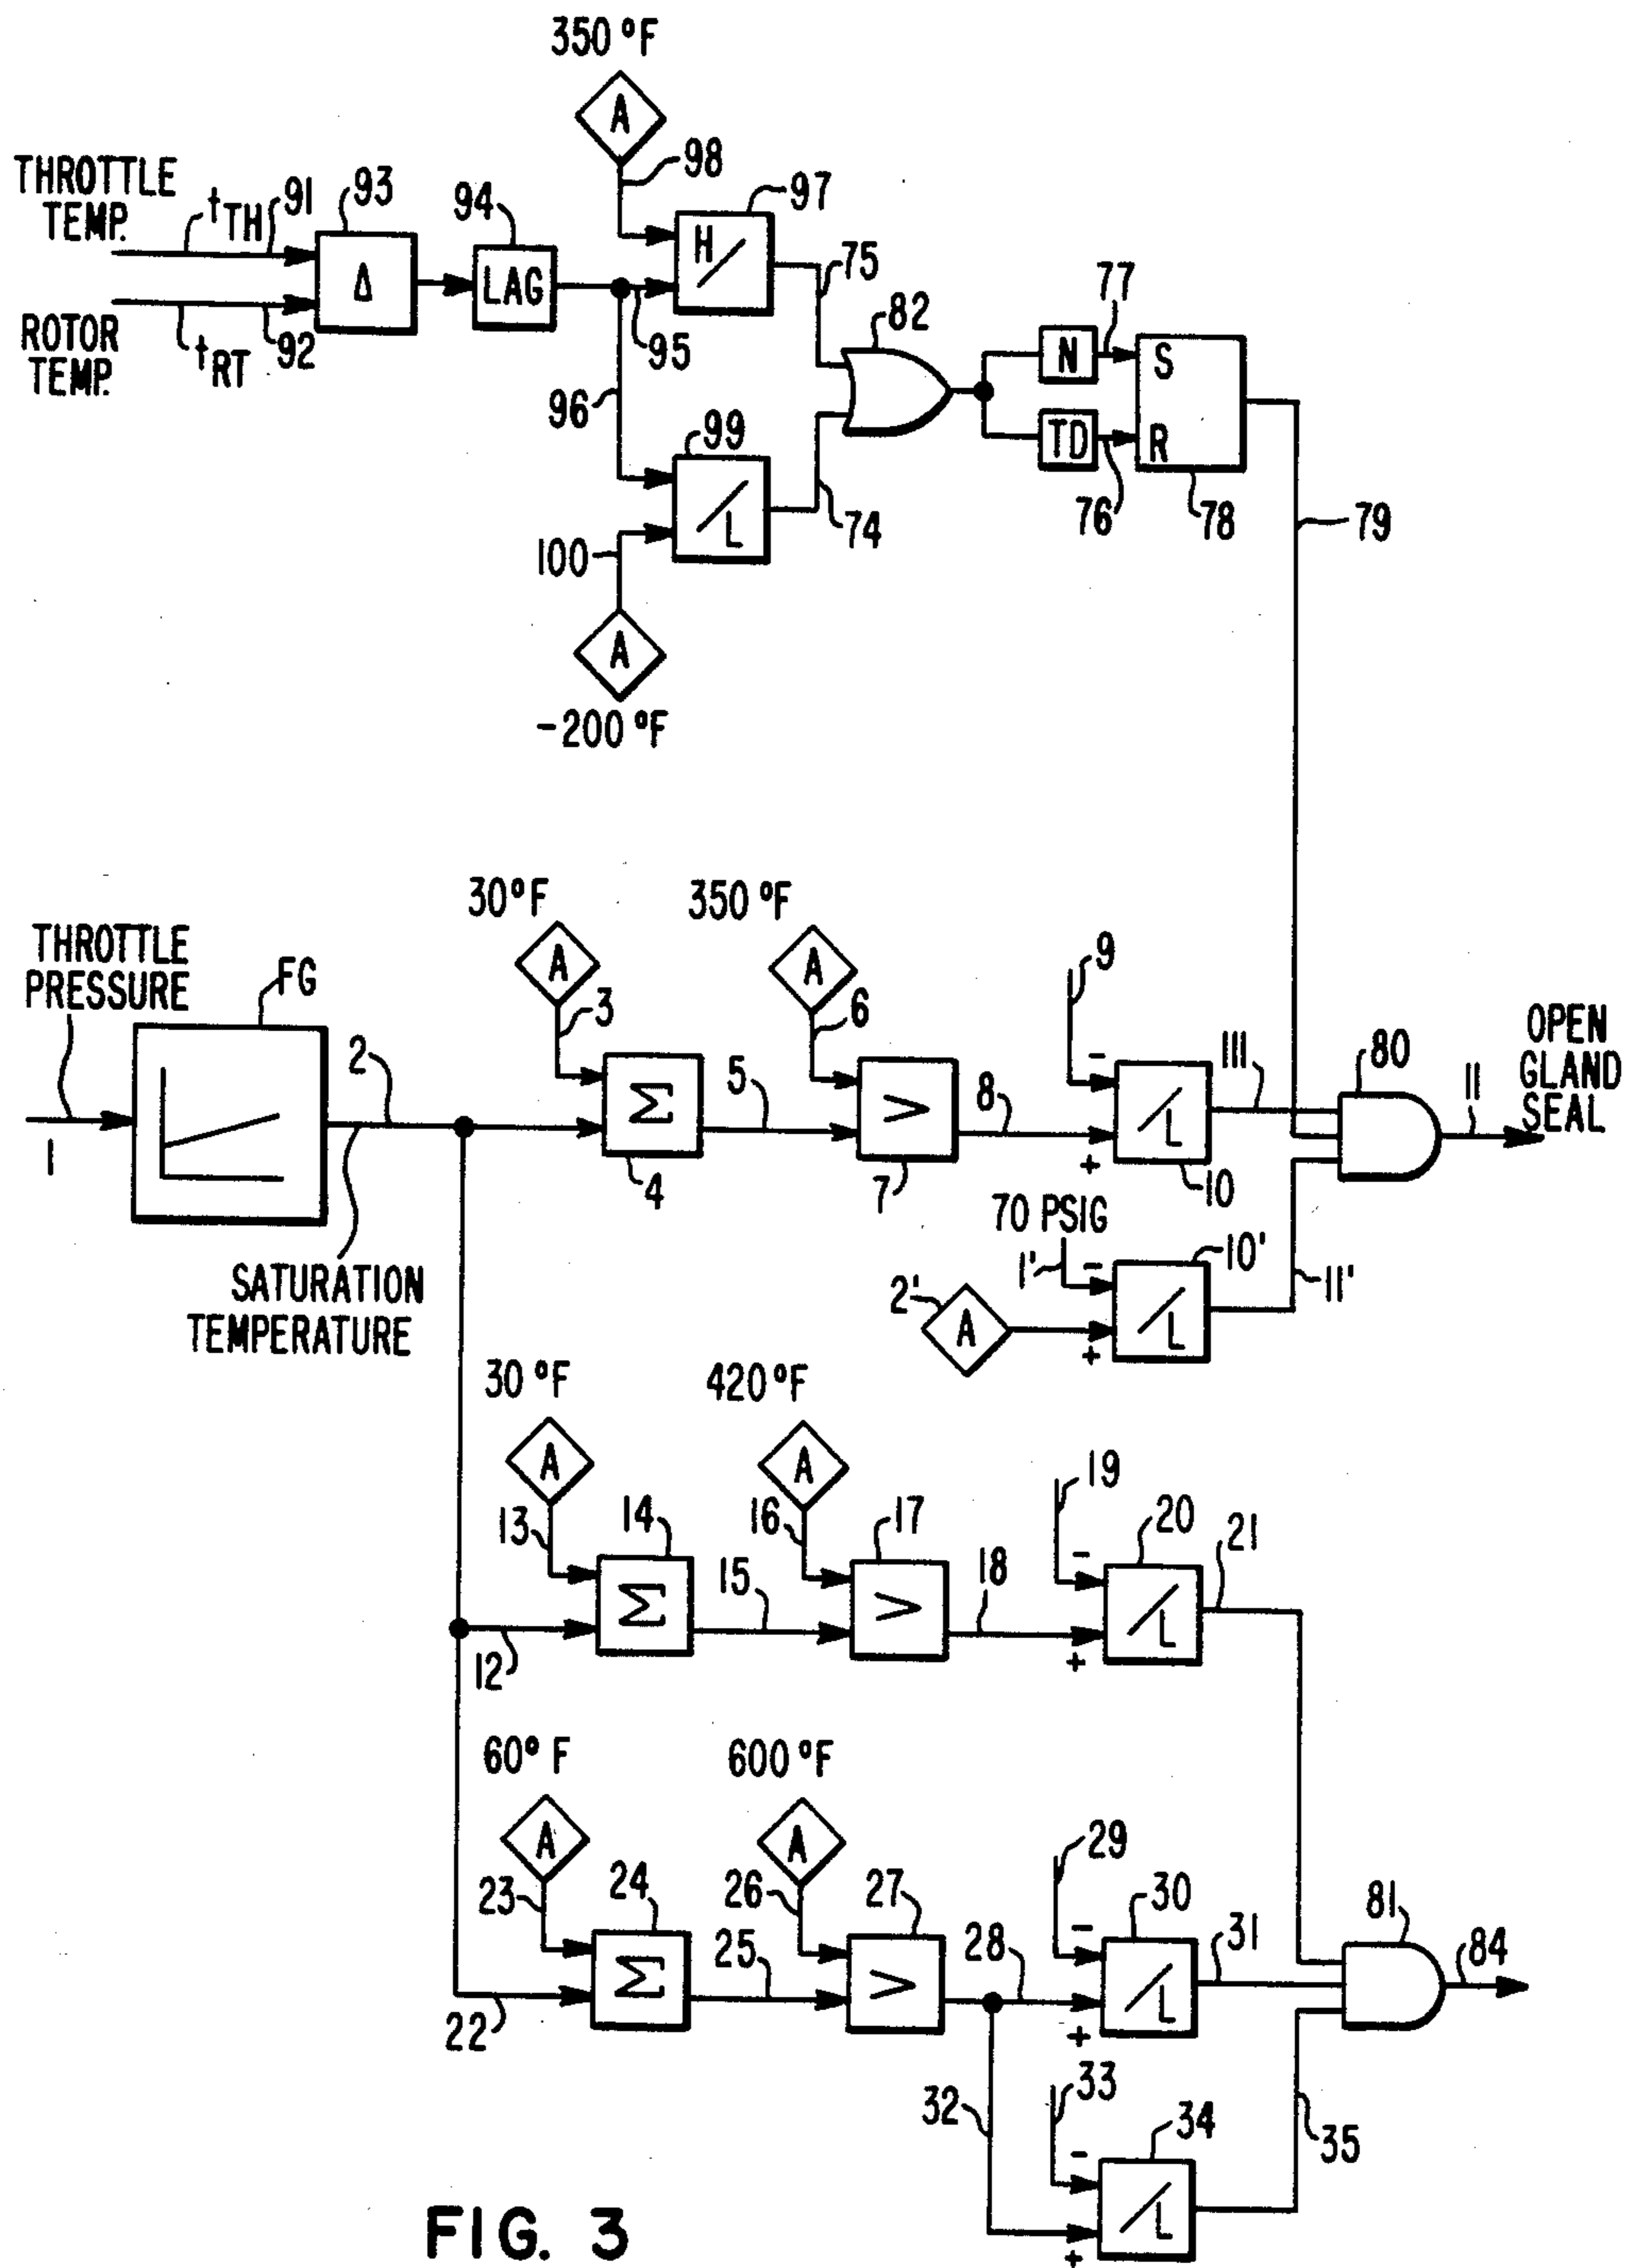 350 °F
A
98
THROTTLE
TEMP.
tTH
91
93
94
97
H
Δ
LAG
75
77
ROTOR
TEMP.
tRT
92
95
82
N
S
96
99
TD
R
L
74
76
78
79
100
A
-200 °F
30°F
350 °F
9
THROTTLE
PRESSURE
FG
A
A
3
6
OPEN
GLAND
SEAL
2
5
8
-
111
80
11
Σ
>
L
1
4
7
+
10
70 PSIG
1'
-
10'
SATURATION
TEMPERATURE
2'
A
L
11'
+
30 °F
420 °F
A
A
19
13
14
16
17
20
21
-
15
18
Σ
>
L
12
+
60° F
600 °F
A
A
29
23
24
26
27
30
81
-
25
28
31
84
Σ
>
L
22
+
33
32
34
35
-
L
+
FIG. 3